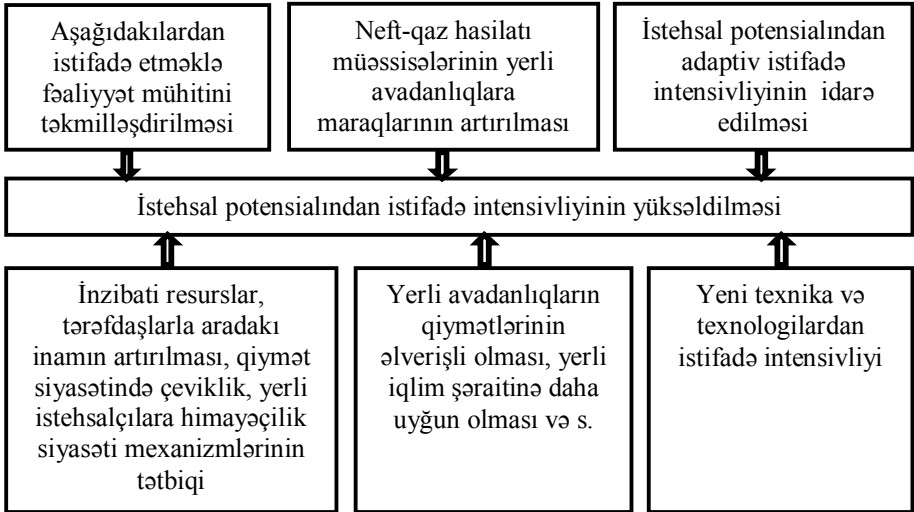 Aşağıdakılardan
istifadə etməklə
fəaliyyət mühitini
təkmilləşdirilməsi
Neft-qaz hasilatı
müəssisələrinin yerli
avadanlıqlara
maraqlarının artırılması
İstehsal potensialından
adaptiv istifadə
intensivliyinin idarə
edilməsi
İstehsal potensialından istifadə intensivliyinin yüksəldilməsi
İnzibati resurslar,
tərəfdaşlarla aradakı
inamın artırılması, qiymət
siyasətində çeviklik, yerli
istehsalçılara himayəçilik
siyasəti mexanizmlərinin
tətbiqi
Yerli avadanlıqların
qiymətlərinin
əlverişli olması, yerli
iqlim şəraitinə daha
uyğun olması və s.
Yeni texnika və
texnologilardan
istifadə intensivliyi